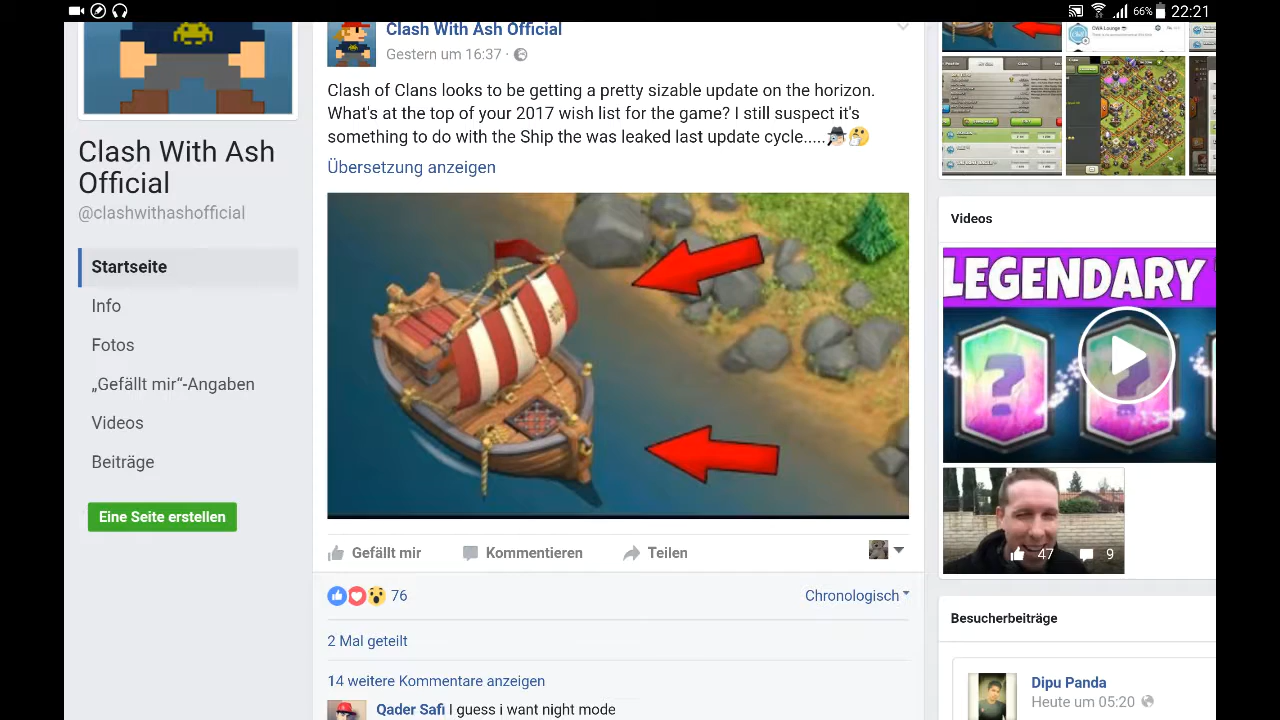 66% 22:21
Clash With Ash Official
Gestern um 16:37 ·
Clash of Clans looks to be getting a pretty sizable update on the horizon.
What's at the top of your 2017 wish list for the game? I still suspect it's
something to do with the Ship the was leaked last update cycle.....
Übersetzung anzeigen
Clash With Ash
Official
@clashwithashofficial
Startseite
Info
Fotos
„Gefällt mir“-Angaben
Videos
Beiträge
Eine Seite erstellen
Gefällt mir Kommentieren Teilen
76 Chronologisch
2 Mal geteilt
14 weitere Kommentare anzeigen
Qader Safi I guess i want night mode
CWA Lounge
Videos
LEGENDARY
47 9
Besucherbeiträge
Dipu Panda
Heute um 05:20